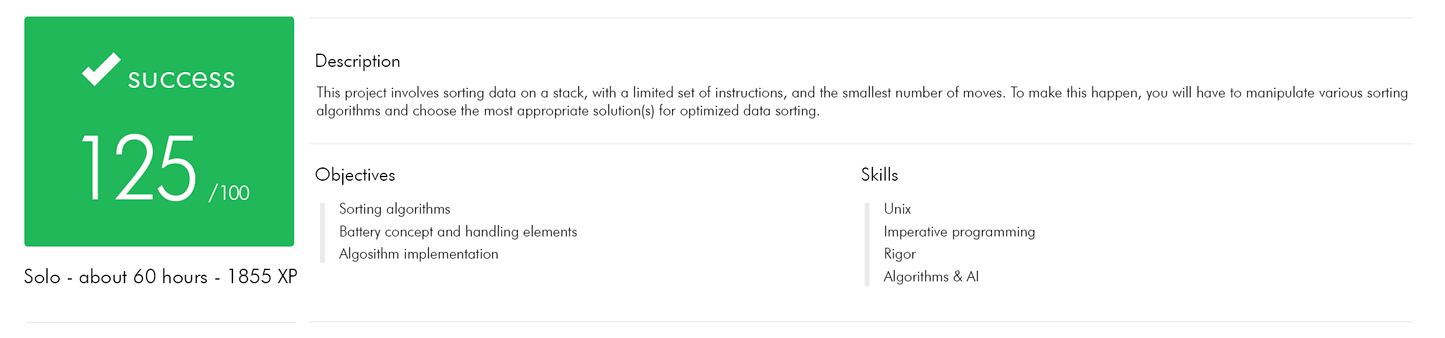 success
125 /100
Solo - about 60 hours - 1855 XP
Description
This project involves sorting data on a stack, with a limited set of instructions, and the smallest number of moves. To make this happen, you will have to manipulate various sorting
algorithms and choose the most appropriate solution(s) for optimized data sorting.
Objectives
Sorting algorithms
Battery concept and handling elements
Algosithm implementation
Skills
Unix
Imperative programming
Rigor
Algorithms & AI